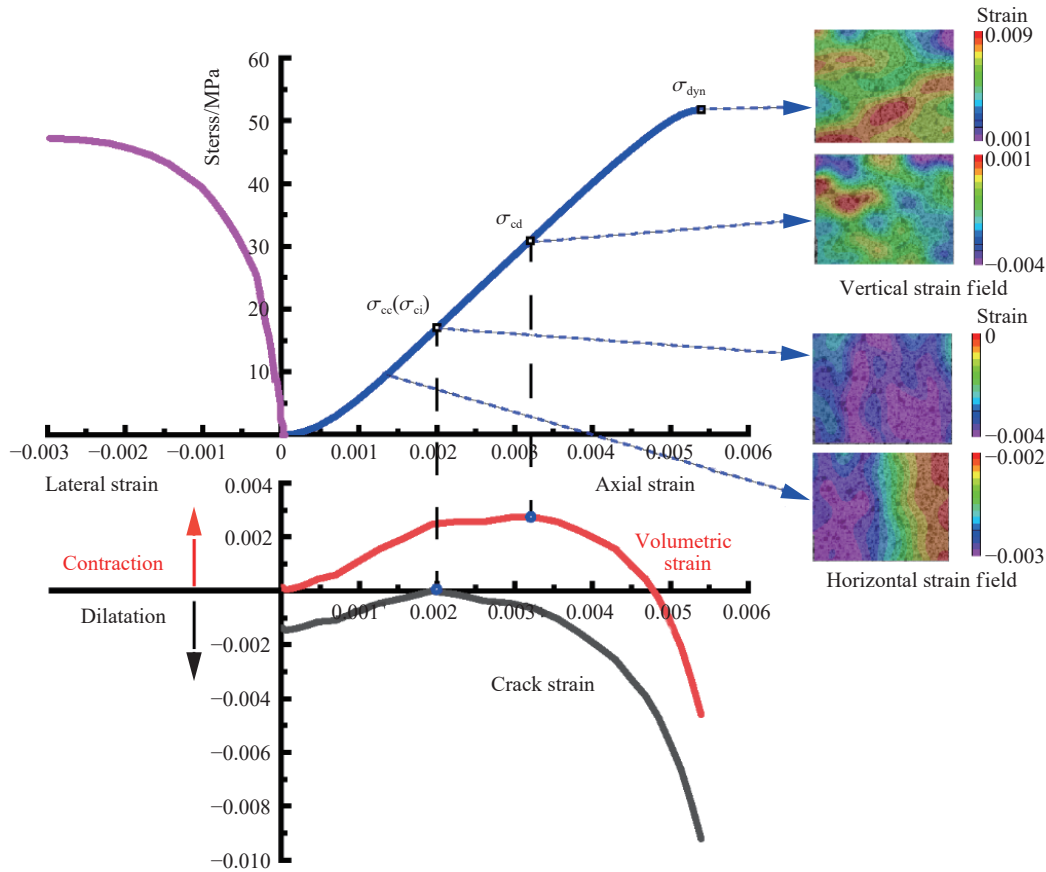 Sterss/MPa
60
50
40
30
20
10
σdyn
σcd
σcc(σci)
−0.003
−0.002
−0.001
0
0.001
0.002
0.003
0.004
0.005
0.006
Lateral strain
Axial strain
0.004
0.002
0
−0.002
−0.004
−0.006
−0.008
−0.010
0.001
0.002
0.003
0.004
0.005
0.006
Contraction
Dilatation
Volumetric
strain
Crack strain
Strain
0.009
0.001
0.001
−0.004
Vertical strain field
Strain
0
−0.004
−0.002
−0.003
Horizontal strain field